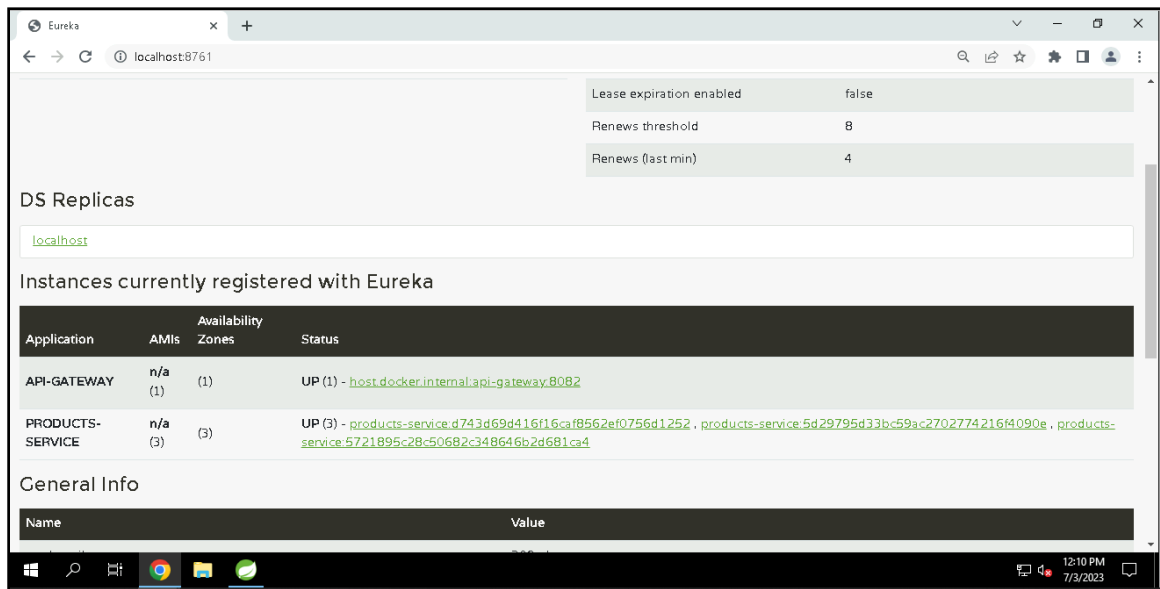 Eureka
localhost:8761
Lease expiration enabled false
Renews threshold 8
Renews (last min) 4
DS Replicas
localhost
Instances currently registered with Eureka
Application AMIs Availability Zones Status
API-GATEWAY n/a (1) (1) UP (1) - host.docker.internal:api-gateway:8082
PRODUCTS-SERVICE n/a (3) (3) UP (3) - products-service:d743d69d416f16caf8562ef0756d1252 , products-service:5d29795d33bc59ac2702774216f4090e , products-
service:5721895c28c50682c348646b2d681ca4
General Info
Name Value
12:10 PM
7/3/2023